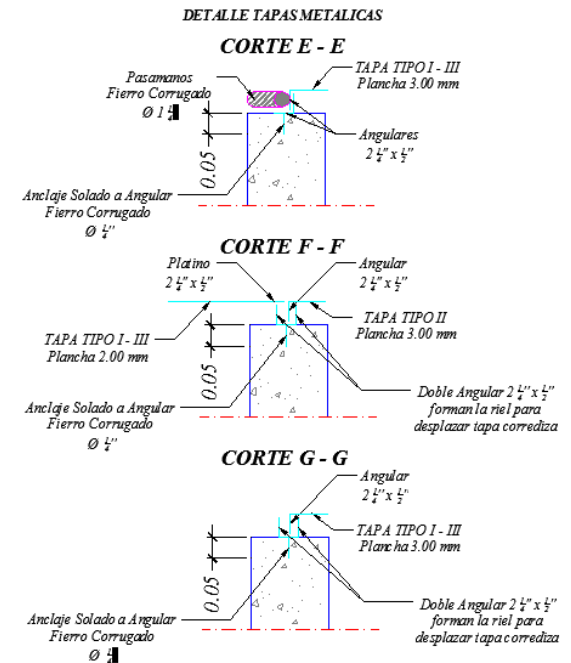 DETALLE TAPAS METALICAS
CORTE E - E
Pasamanos
Fierro Corrugado
Ø 1
TAPA TIPO I - III
Plancha 3.00 mm
Angulares
2 ¼" x ½"
0.05
Anclaje Solado a Angular
Fierro Corrugado
Ø ¼"
CORTE F - F
Platino
2 ¼" x ½"
Angular
2 ¼" x ½"
TAPA TIPO I - III
Plancha 2.00 mm
TAPA TIPO II
Plancha 3.00 mm
0.05
Anclaje Solado a Angular
Fierro Corrugado
Ø ¼"
Doble Angular 2 ¼" x ½"
forman la riel para
desplazar tapa corrediza
CORTE G - G
Angular
2 ¼" x ½"
TAPA TIPO I - III
Plancha 3.00 mm
0.05
Anclaje Solado a Angular
Fierro Corrugado
Ø
Doble Angular 2 ¼" x ½"
forman la riel para
desplazar tapa corrediza